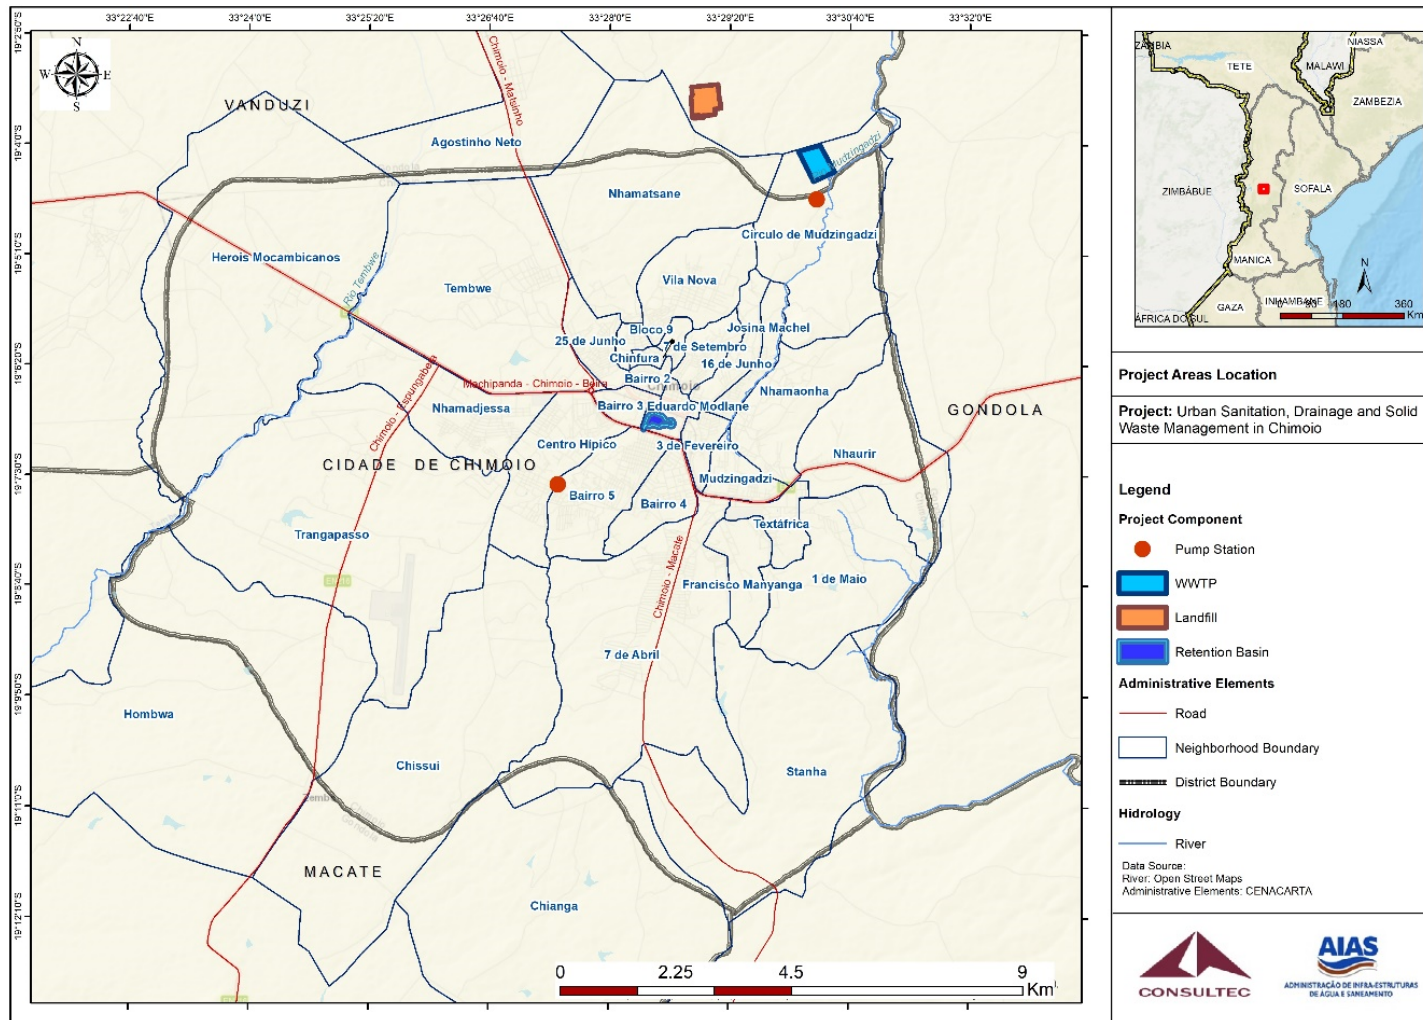 33°22'40"E 33°24'0"E 33°25'20"E 33°26'40"E 33°28'0"E 33°29'20"E 33°30'40"E 33°32'0"E
N
W E
S
VANDUZI
Chimoio - Matsinho
Agostinho Neto
Mudzingadzi
Nhamatsane
Circulo de Mudzingadzi
Herois Mocambicanos
Rio Tembwe
Tembwe
Vila Nova
Bloco 9
Josina Machel
25 de Junho
7 de Setembro
Chinfura
16 de Junho
Bairro 2
Machipanda - Chimoio - Beira
Chimoio
Nhamaonha
Chimoio - Espungabera
Nhamadjessa
Bairro 3
Eduardo Modlane
GONDOLA
Centro Hipico
3 de Fevereiro
Nhaurir
CIDADE DE CHIMOIO
Mudzingadzi
Bairro 5
Bairro 4
Textáfrica
Trangapasso
Francisco Manyanga
1 de Maio
Chimoio - Macate
7 de Abril
Hombwa
Chissui
Stanha
MACATE
Chianga
0 2.25 4.5 9
Km
ZAMBIA
NIASSA
TETE
MALAWI
ZAMBEZIA
ZIMBÁBUE
SOFALA
MANICA
N
GAZA
INHAMBANE
ÁFRICA DO SUL
0 90 180 360
Km
Project Areas Location
Project: Urban Sanitation, Drainage and Solid
Waste Management in Chimoio
Legend
Project Component
Pump Station
WWTP
Landfill
Retention Basin
Administrative Elements
Road
Neighborhood Boundary
District Boundary
Hidrology
River
Data Source:
River: Open Street Maps
Administrative Elements: CENACARTA
CONSULTEC
AIAS
ADMINISTRAÇÃO DE INFRA-ESTRUTURAS
DE ÁGUA E SANEAMENTO